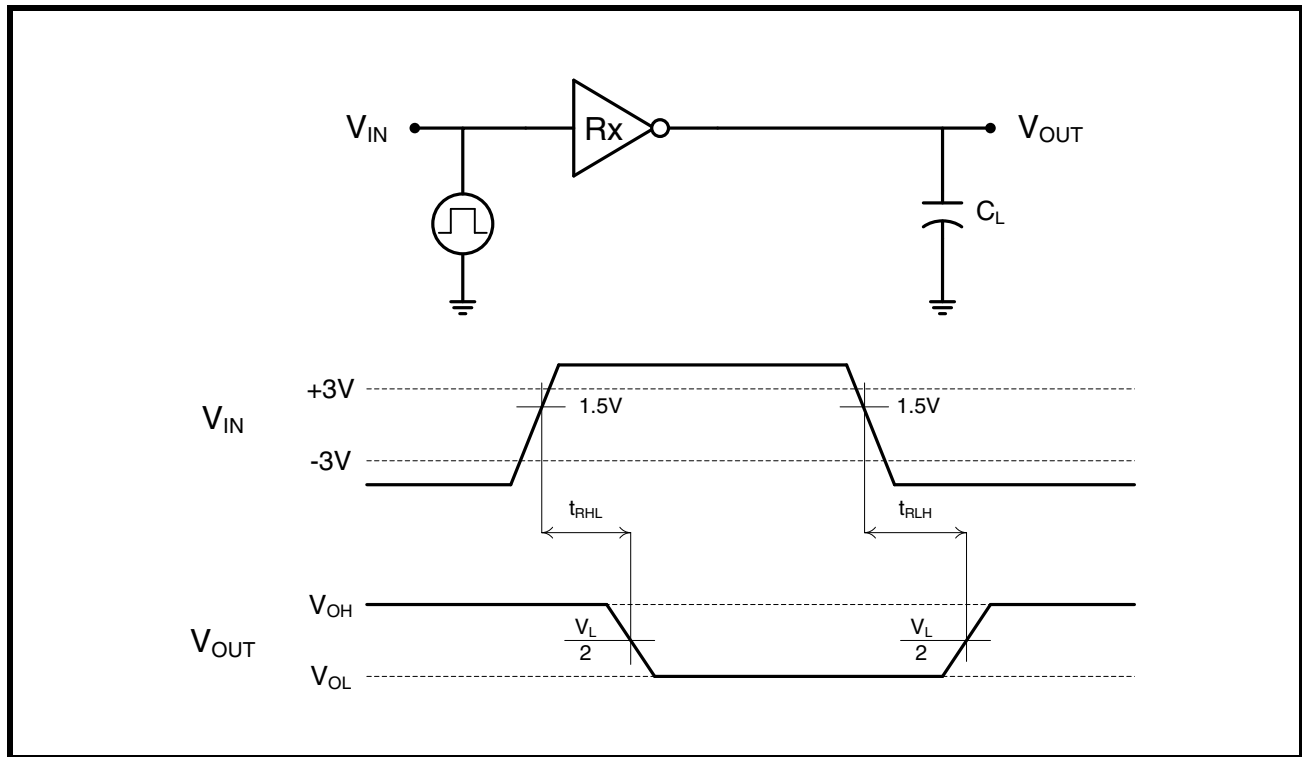 V_IN Rx V_OUT
C_L
+3V
1.5V 1.5V
V_IN
-3V
t_RHL t_RLH
V_OH
V_L/2 V_L/2
V_OUT
V_OL